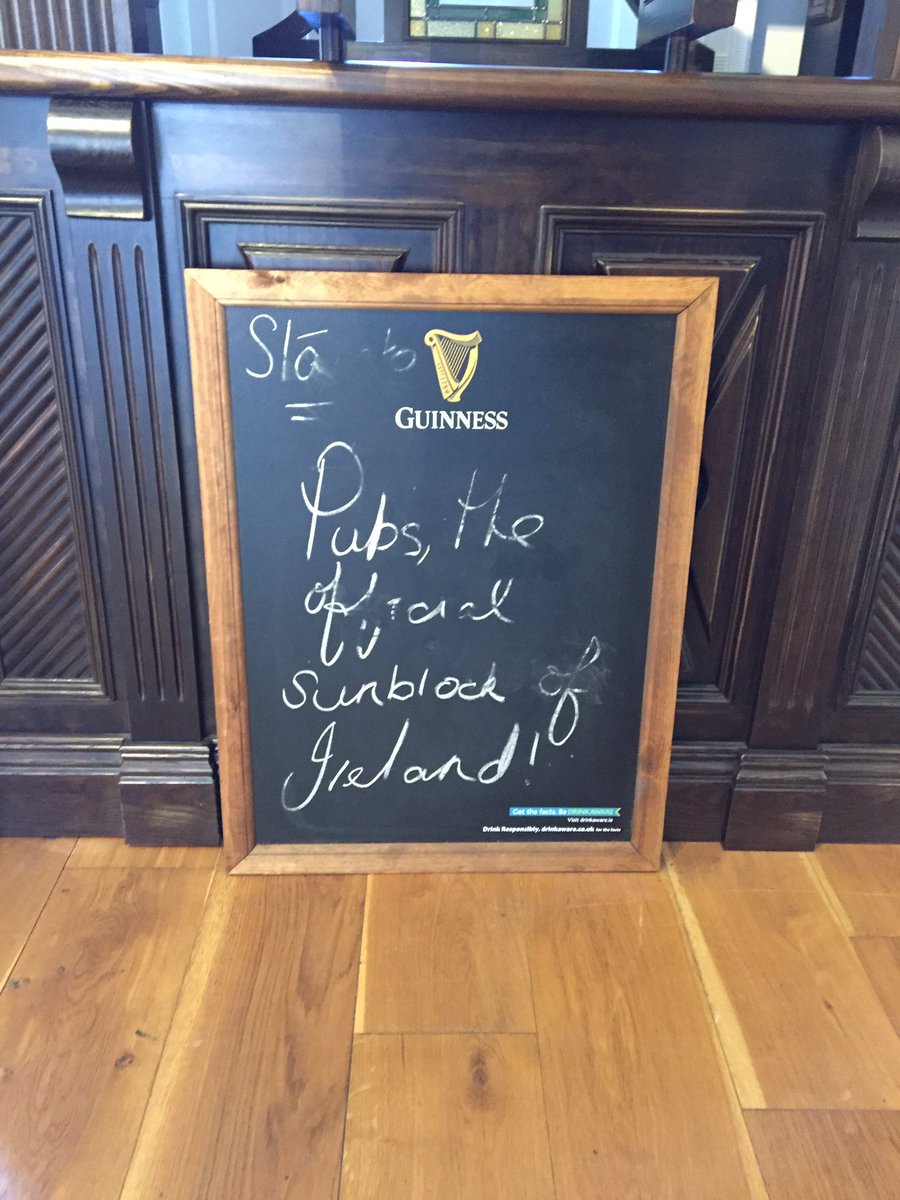 Slá
GUINNESS
Pubs, the
official
sunblock of
Ireland!
Get the facts. Be DRINKAWARE
Visit drinkaware.ie
Drink Responsibly. drinkaware.co.uk for the facts